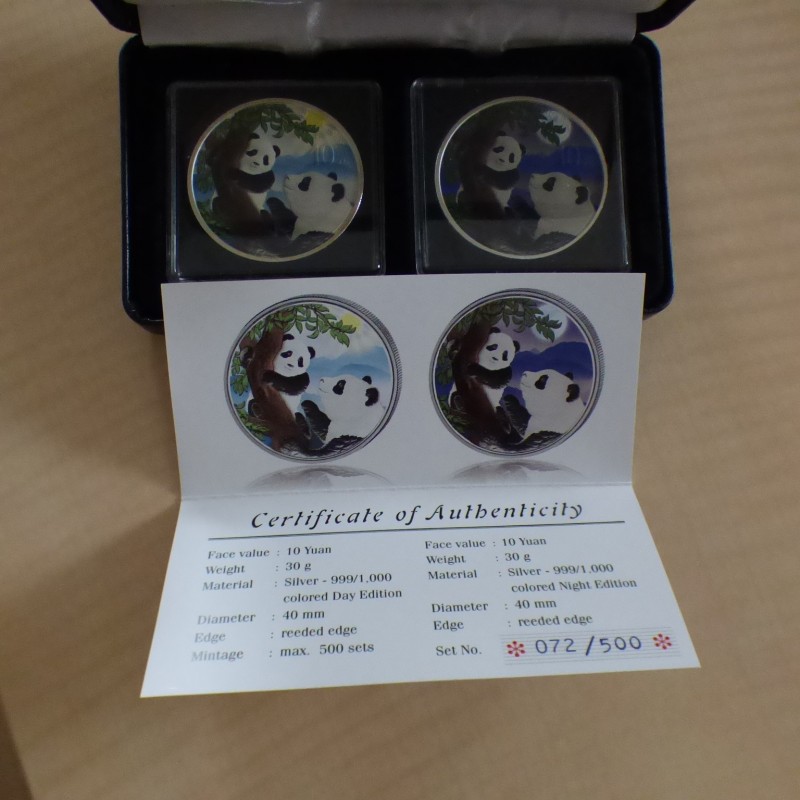 Certificate of Authenticity
Face value : 10 Yuan
Weight : 30 g
Material : Silver - 999/1,000
colored Day Edition
Diameter : 40 mm
Edge : reeded edge
Mintage : max. 500 sets
Face value : 10 Yuan
Weight : 30 g
Material : Silver - 999/1,000
colored Night Edition
Diameter : 40 mm
Edge : reeded edge
Set No. * 072/500 *